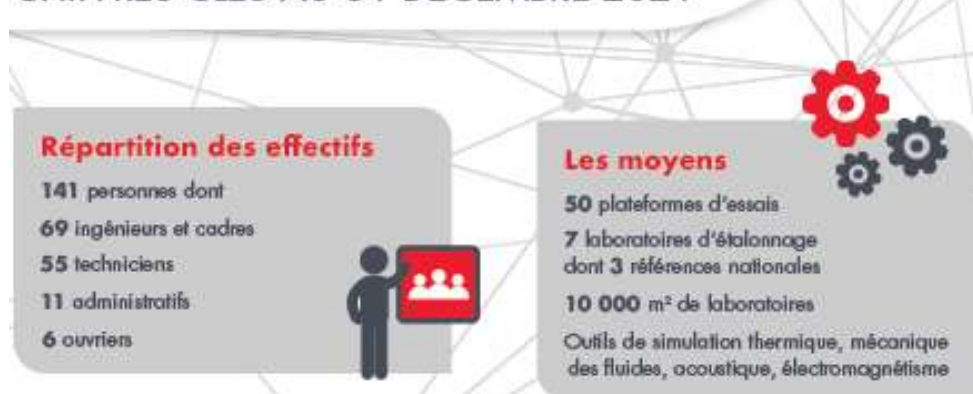 Répartition des effectifs
141 personnes dont
69 ingénieurs et cadres
55 techniciens
11 administratifs
6 ouvriers
Les moyens
50 plateformes d'essais
7 laboratoires d'étalonnage
dont 3 références nationales
10 000 m² de laboratoires
Outils de simulation thermique, mécanique
des fluides, acoustique, électromagnétisme